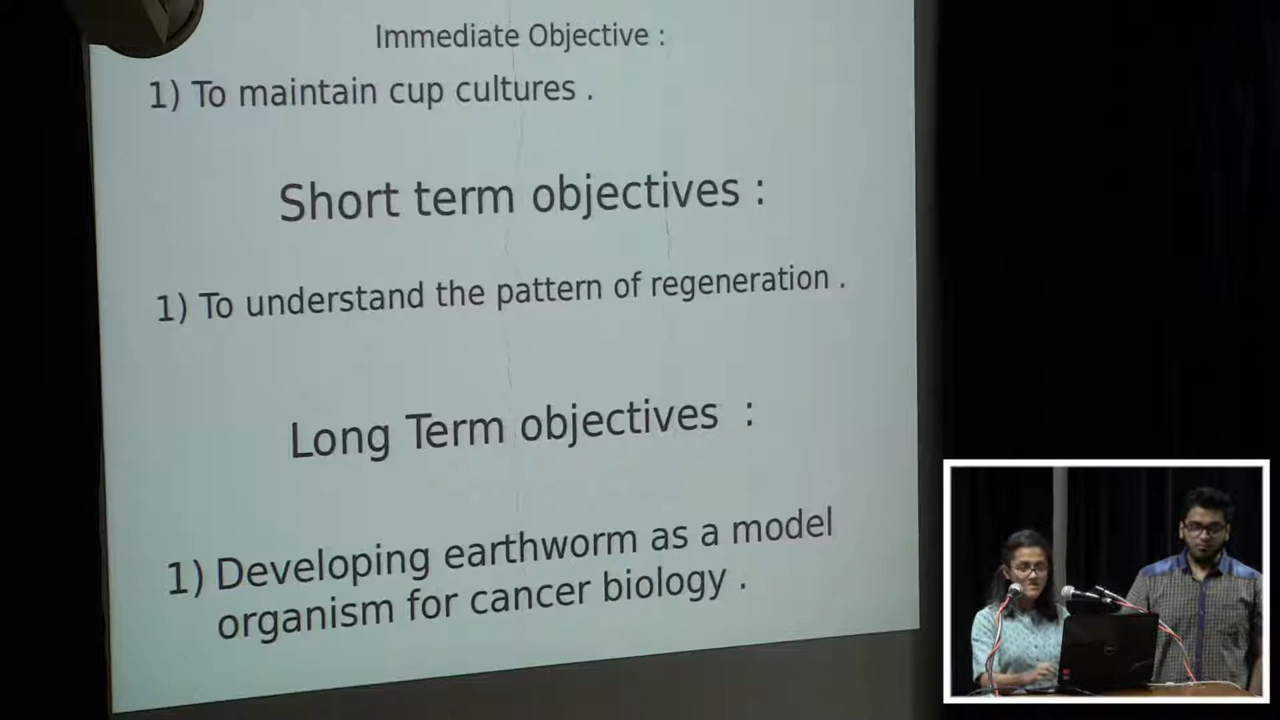 Immediate Objective :
1) To maintain cup cultures .
Short term objectives :
1) To understand the pattern of regeneration .
Long Term objectives :
1) Developing earthworm as a model
organism for cancer biology .